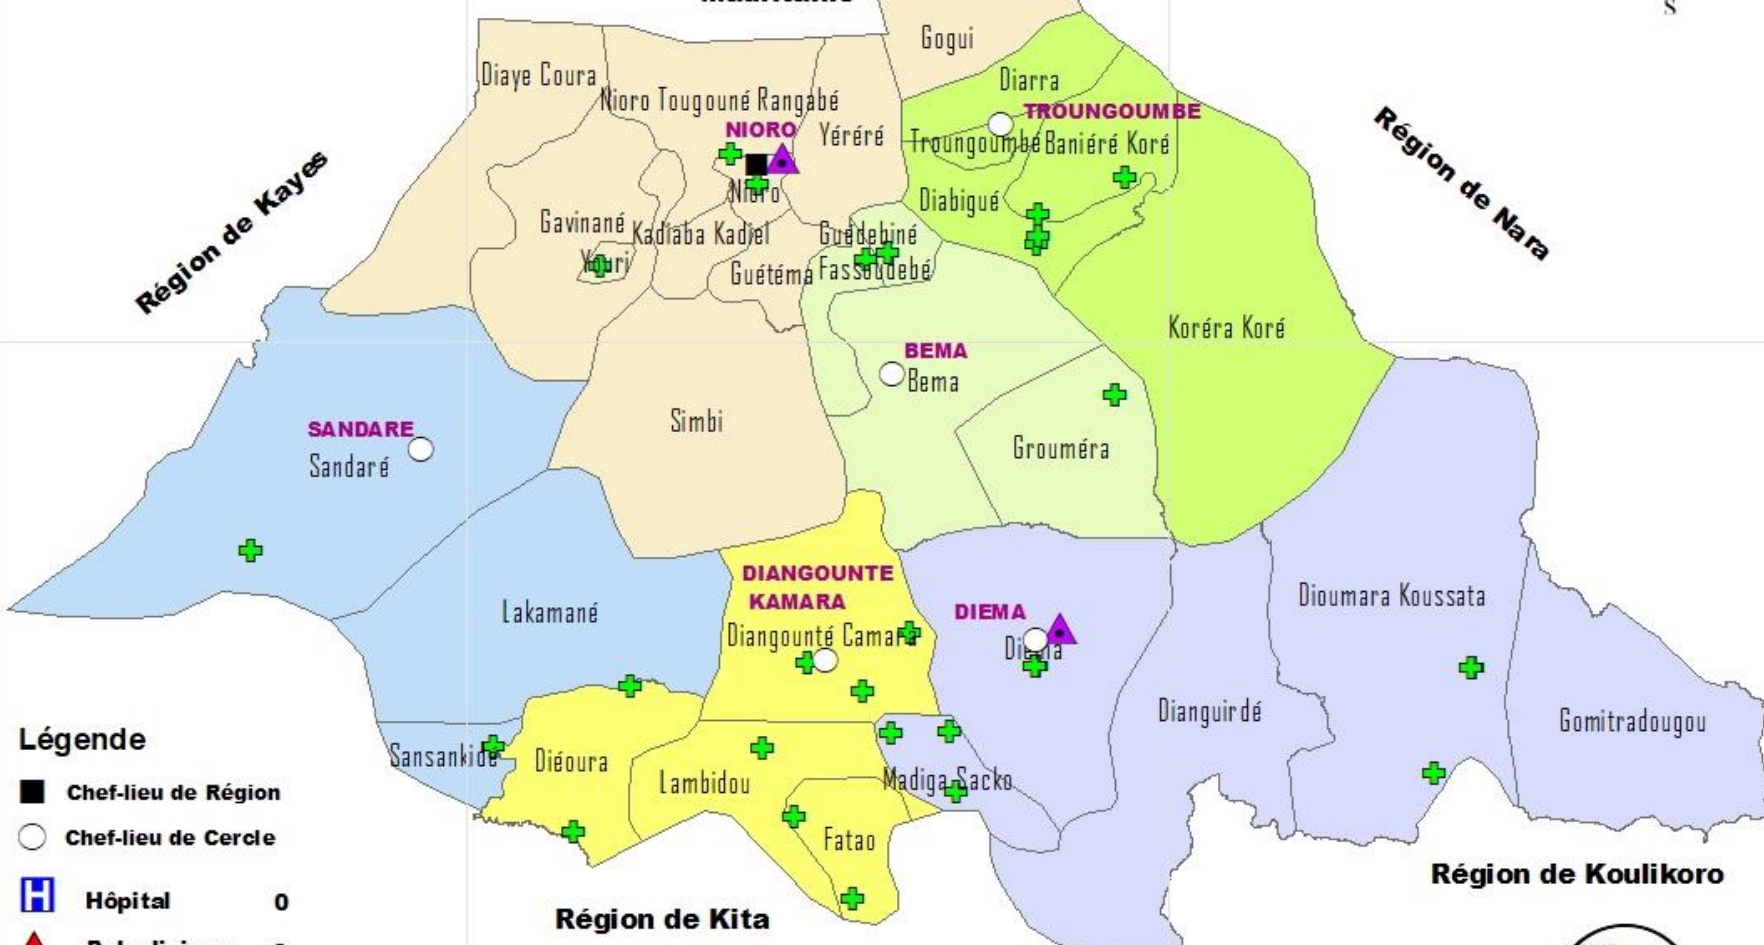 S
Gogui
Diaye Coura
Diarra
Nioro Tougouné Rangabé
TROUNGOUMBE
NIORO
Yéréré
Troungoumbé
Baniéré Koré
Région de Kayes
Région de Nara
Nioro
Diabigué
Gavinané
Kadiaba Kadiel
Guédebiné
Youri
Guétéma
Fassoudebé
Koréra Koré
BEMA
Bema
SANDARE
Sandaré
Simbi
Grouméra
DIANGOUNTE
KAMARA
Diangounté Camara
Lakamané
DIEMA
Diema
Dioumara Koussata
Dianguirdé
Gomitradougou
Légende
Sansankidé
Diéoura
Lambidou
Madiga Sacko
Chef-lieu de Région
Chef-lieu de Cercle
Fatao
Région de Koulikoro
H Hôpital 0
Région de Kita